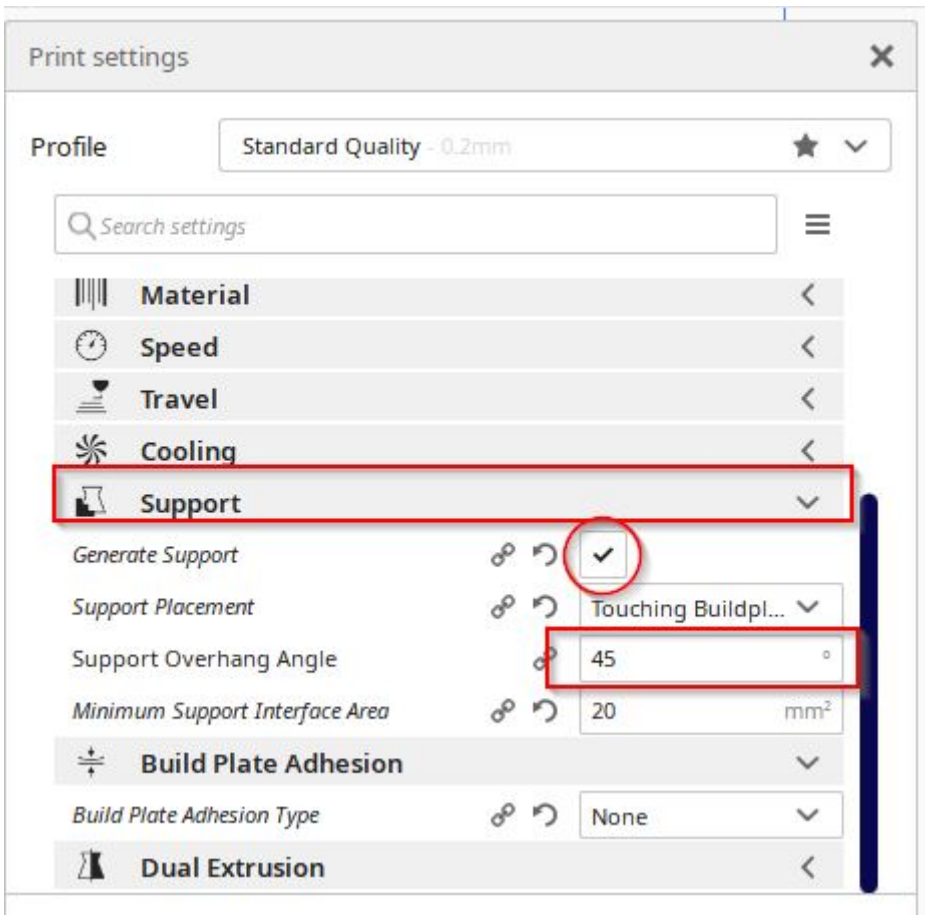 Print settings
Profile Standard Quality - 0.2mm
Search settings
Material
Speed
Travel
Cooling
Support
Generate Support
Support Placement Touching Buildpl...
Support Overhang Angle 45 °
Minimum Support Interface Area 20 mm²
Build Plate Adhesion
Build Plate Adhesion Type None
Dual Extrusion